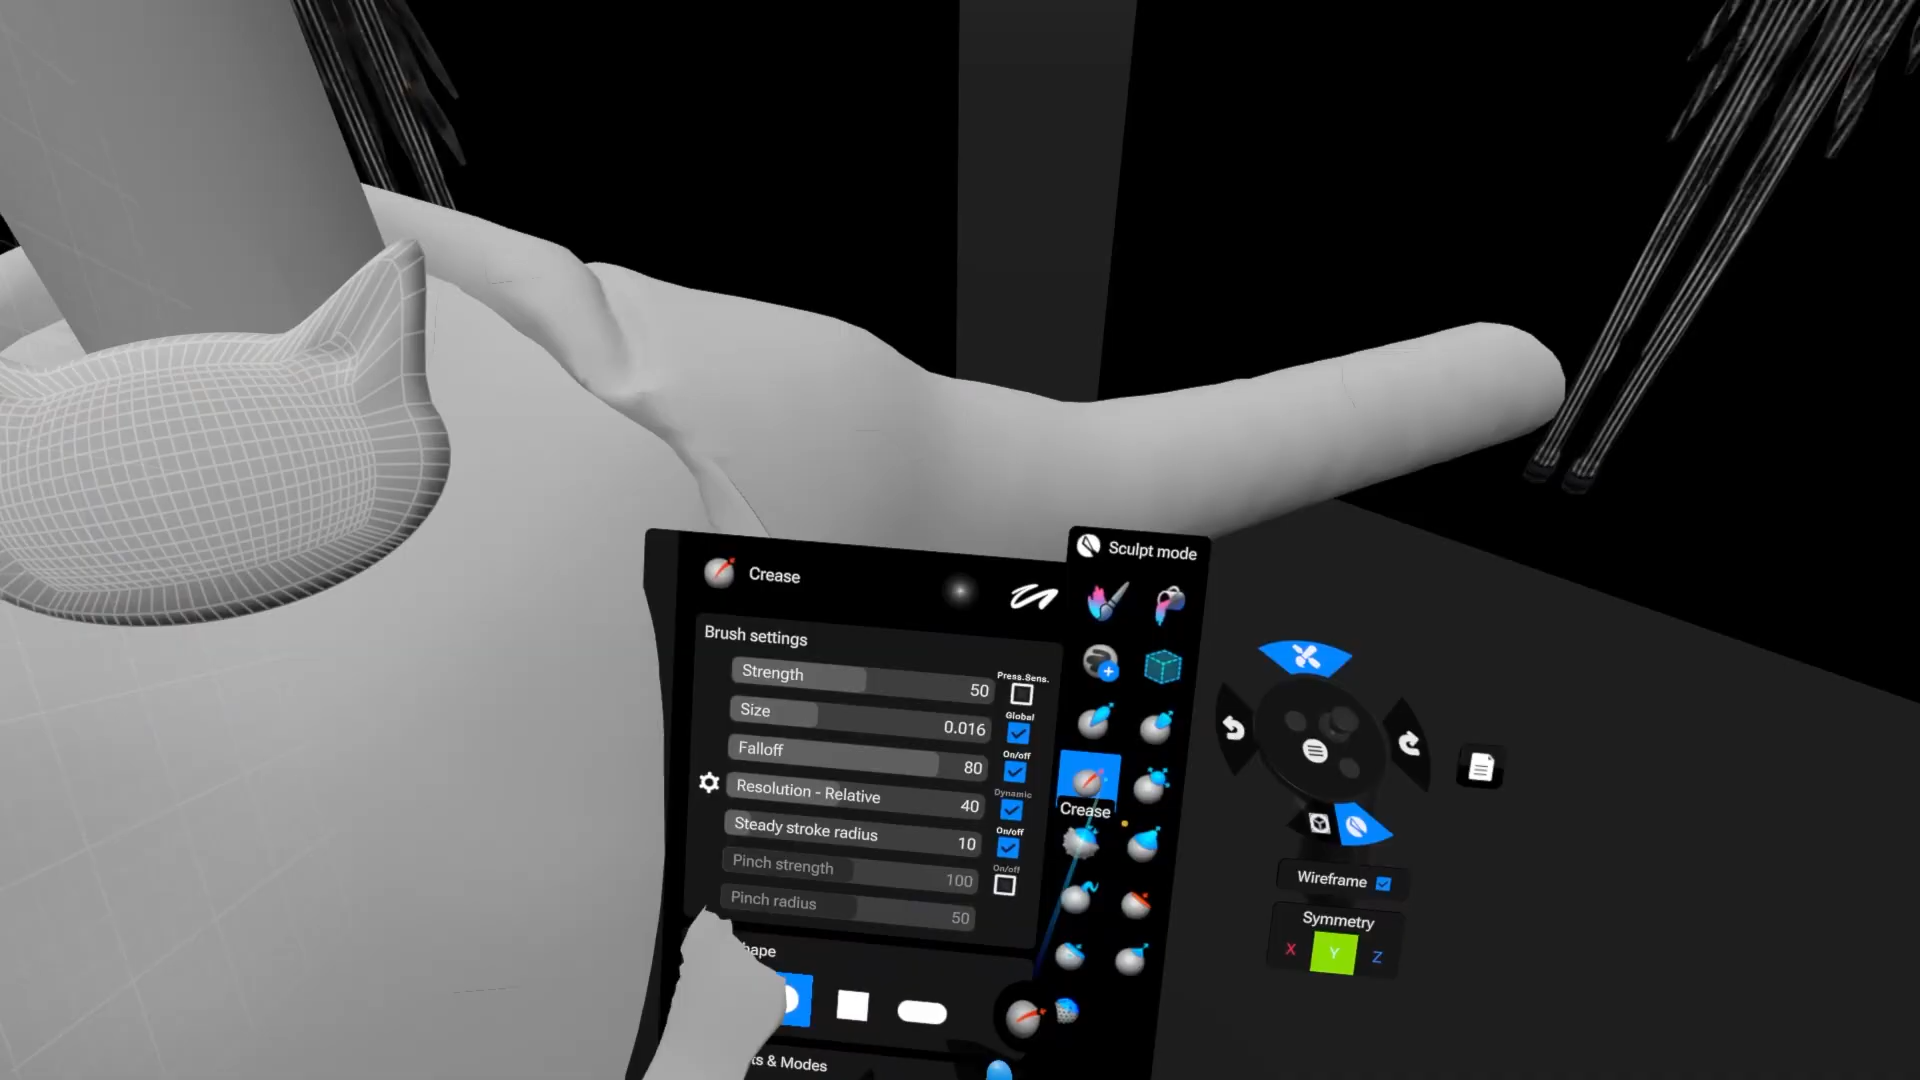 Sculpt mode
Crease
Brush settings
Strength 50
Press.Sens.
Size 0.016
Global
Falloff 80
On/off
Resolution - Relative 40
Dynamic
Steady stroke radius 10
On/off
Pinch strength 100
On/off
Pinch radius 50
Crease
hape
ts & Modes
Wireframe
Symmetry
X Y Z